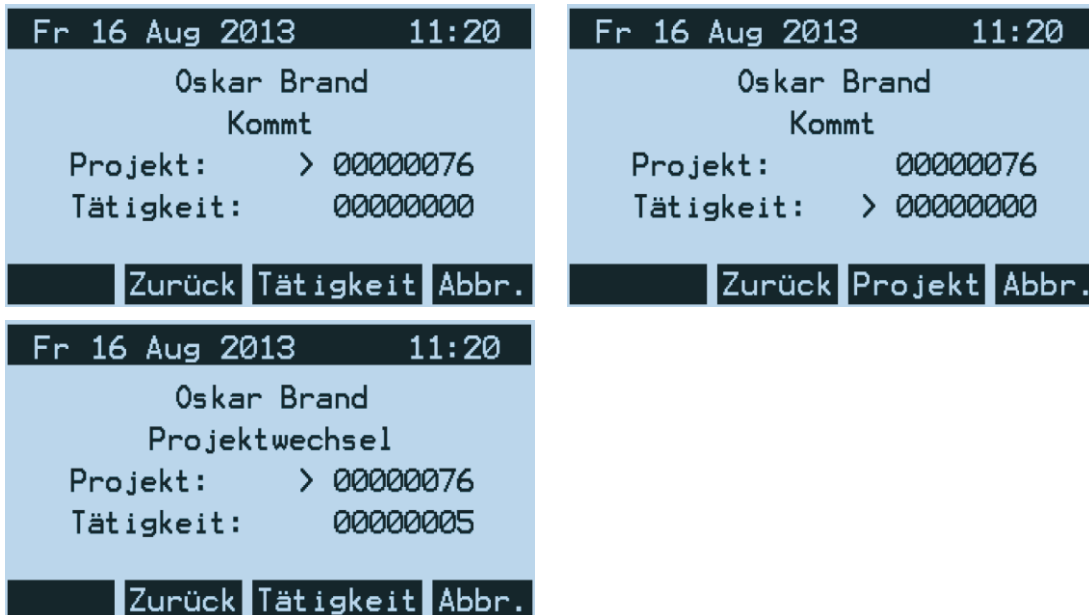 Fr 16 Aug 2013 11:20
Oskar Brand
Kommt
Projekt: > 00000076
Tätigkeit: 00000000
Zurück Tätigkeit Abbr.
Fr 16 Aug 2013 11:20
Oskar Brand
Kommt
Projekt: 00000076
Tätigkeit: > 00000000
Zurück Projekt Abbr.
Fr 16 Aug 2013 11:20
Oskar Brand
Projektwechsel
Projekt: > 00000076
Tätigkeit: 00000005
Zurück Tätigkeit Abbr.